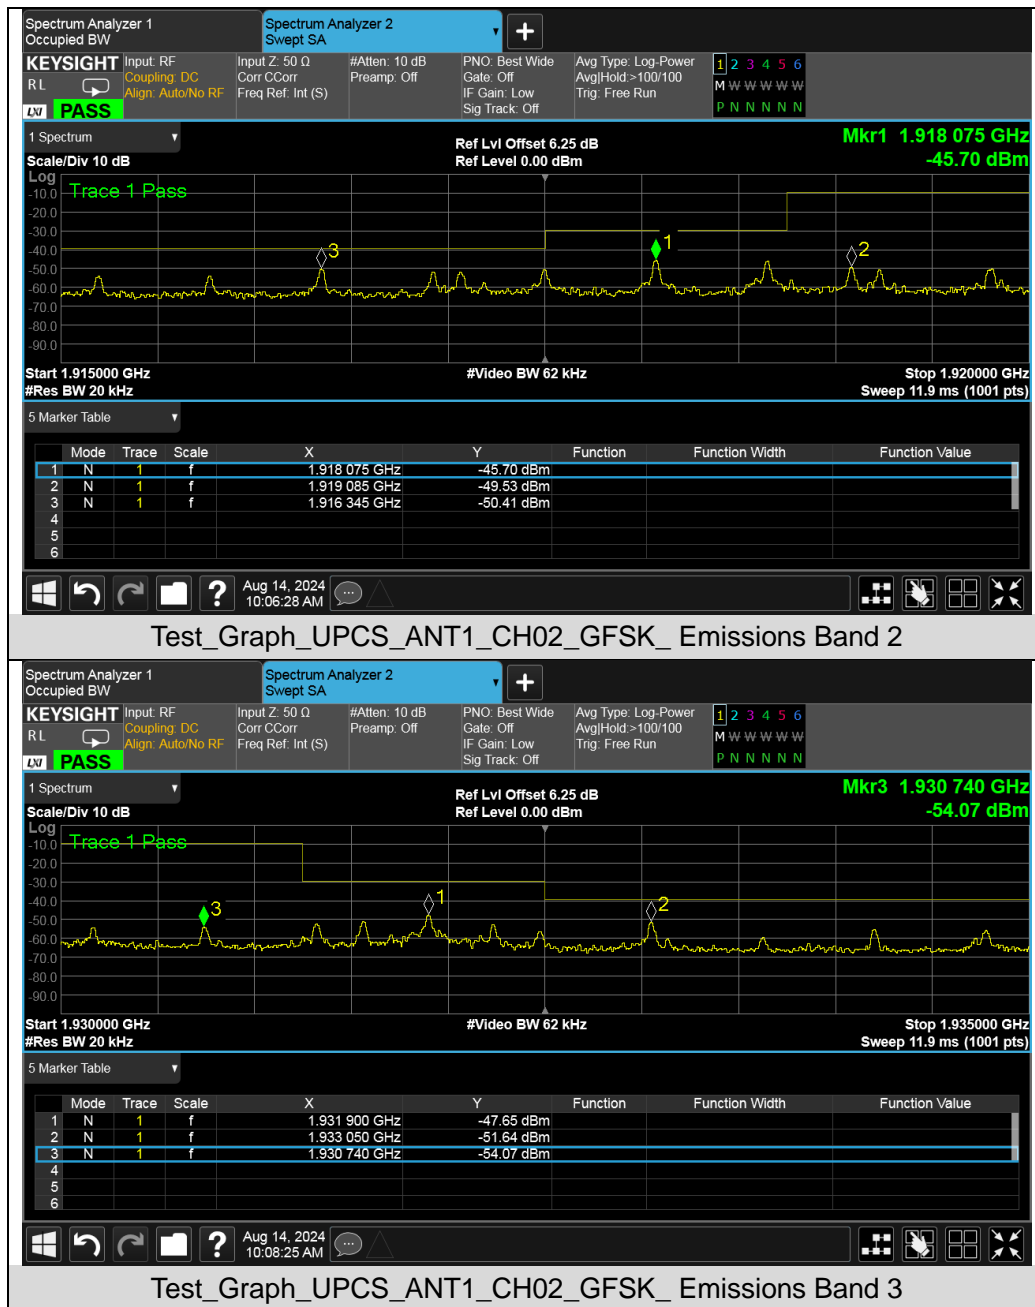 Spectrum Analyzer 1
Occupied BW
Spectrum Analyzer 2
Swept SA
KEYSIGHT
RL
LXI PASS
Input: RF
Coupling: DC
Align: Auto/No RF
Input Z: 50 Ω
Corr CCorr
Freq Ref: Int (S)
#Atten: 10 dB
Preamp: Off
PNO: Best Wide
Gate: Off
IF Gain: Low
Sig Track: Off
Avg Type: Log-Power
Avg|Hold:>100/100
Trig: Free Run
1 2 3 4 5 6
M W W W W W
P N N N N N
1 Spectrum
Scale/Div 10 dB
Ref Lvl Offset 6.25 dB
Ref Level 0.00 dBm
Mkr1 1.918 075 GHz
-45.70 dBm
Log
Trace 1 Pass
-10.0
-20.0
-30.0
-40.0
-50.0
-60.0
-70.0
-80.0
-90.0
3
1
2
Start 1.915000 GHz
#Res BW 20 kHz
#Video BW 62 kHz
Stop 1.920000 GHz
Sweep 11.9 ms (1001 pts)
5 Marker Table
Mode Trace Scale X Y Function Function Width Function Value
1 N 1 f 1.918 075 GHz -45.70 dBm
2 N 1 f 1.919 085 GHz -49.53 dBm
3 N 1 f 1.916 345 GHz -50.41 dBm
4
5
6
?
Aug 14, 2024
10:06:28 AM
Test_Graph_UPCS_ANT1_CH02_GFSK_ Emissions Band 2
Spectrum Analyzer 1
Occupied BW
Spectrum Analyzer 2
Swept SA
KEYSIGHT
RL
LXI PASS
Input: RF
Coupling: DC
Align: Auto/No RF
Input Z: 50 Ω
Corr CCorr
Freq Ref: Int (S)
#Atten: 10 dB
Preamp: Off
PNO: Best Wide
Gate: Off
IF Gain: Low
Sig Track: Off
Avg Type: Log-Power
Avg|Hold:>100/100
Trig: Free Run
1 2 3 4 5 6
M W W W W W
P N N N N N
1 Spectrum
Scale/Div 10 dB
Ref Lvl Offset 6.25 dB
Ref Level 0.00 dBm
Mkr3 1.930 740 GHz
-54.07 dBm
Log
Trace 1 Pass
-10.0
-20.0
-30.0
-40.0
-50.0
-60.0
-70.0
-80.0
-90.0
3
1
2
Start 1.930000 GHz
#Res BW 20 kHz
#Video BW 62 kHz
Stop 1.935000 GHz
Sweep 11.9 ms (1001 pts)
5 Marker Table
Mode Trace Scale X Y Function Function Width Function Value
1 N 1 f 1.931 900 GHz -47.65 dBm
2 N 1 f 1.933 050 GHz -51.64 dBm
3 N 1 f 1.930 740 GHz -54.07 dBm
4
5
6
?
Aug 14, 2024
10:08:25 AM
Test_Graph_UPCS_ANT1_CH02_GFSK_ Emissions Band 3